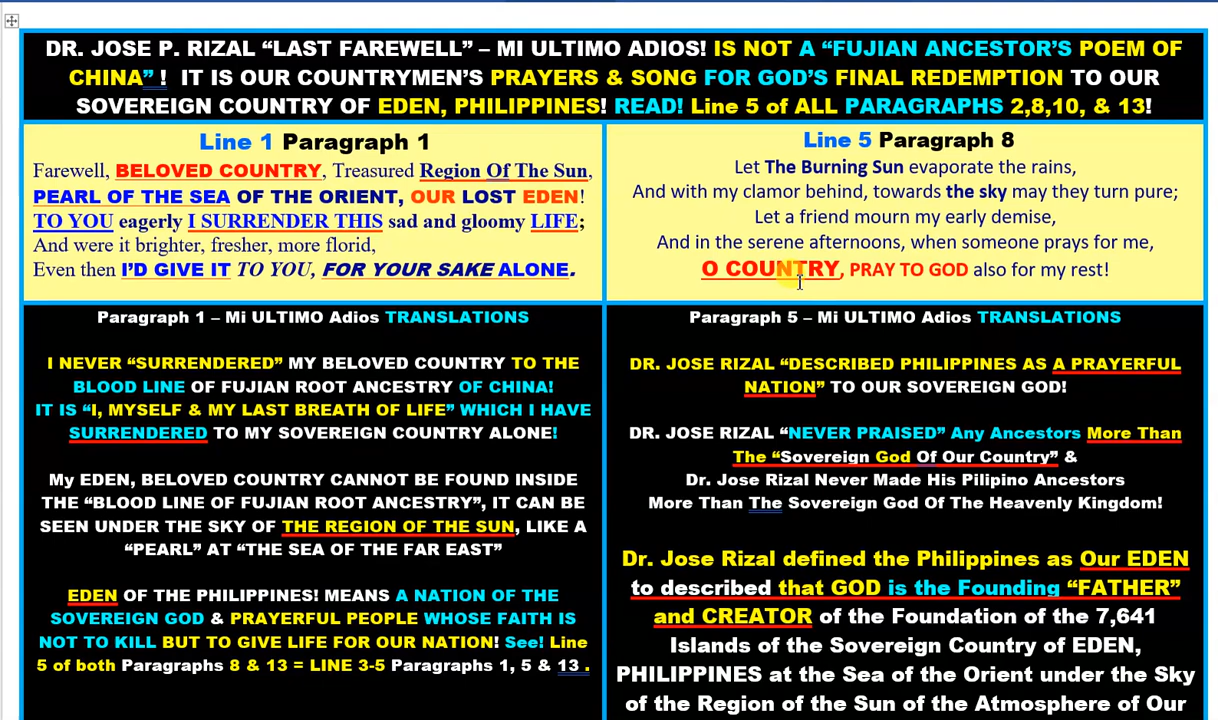 DR. JOSE P. RIZAL “LAST FAREWELL” – MI ULTIMO ADIOS! IS NOT A “FUJIAN ANCESTOR’S POEM OF
CHINA” ! IT IS OUR COUNTRYMEN’S PRAYERS & SONG FOR GOD’S FINAL REDEMPTION TO OUR
SOVEREIGN COUNTRY OF EDEN, PHILIPPINES! READ! Line 5 of ALL PARAGRAPHS 2,8,10, & 13!
Line 1 Paragraph 1
Farewell, BELOVED COUNTRY, Treasured Region Of The Sun,
PEARL OF THE SEA OF THE ORIENT, OUR LOST EDEN!
TO YOU eagerly I SURRENDER THIS sad and gloomy LIFE;
And were it brighter, fresher, more florid,
Even then I’D GIVE IT TO YOU, FOR YOUR SAKE ALONE.
Line 5 Paragraph 8
Let The Burning Sun evaporate the rains,
And with my clamor behind, towards the sky may they turn pure;
Let a friend mourn my early demise,
And in the serene afternoons, when someone prays for me,
O COUNTRY, PRAY TO GOD also for my rest!
Paragraph 1 – Mi ULTIMO Adios TRANSLATIONS
I NEVER “SURRENDERED” MY BELOVED COUNTRY TO THE
BLOOD LINE OF FUJIAN ROOT ANCESTRY OF CHINA!
IT IS “I, MYSELF & MY LAST BREATH OF LIFE” WHICH I HAVE
SURRENDERED TO MY SOVEREIGN COUNTRY ALONE!
My EDEN, BELOVED COUNTRY CANNOT BE FOUND INSIDE
THE “BLOOD LINE OF FUJIAN ROOT ANCESTRY”, IT CAN BE
SEEN UNDER THE SKY OF THE REGION OF THE SUN, LIKE A
“PEARL” AT “THE SEA OF THE FAR EAST”
EDEN OF THE PHILIPPINES! MEANS A NATION OF THE
SOVEREIGN GOD & PRAYERFUL PEOPLE WHOSE FAITH IS
NOT TO KILL BUT TO GIVE LIFE FOR OUR NATION! See! Line
5 of both Paragraphs 8 & 13 = LINE 3-5 Paragraphs 1, 5 & 13 .
Paragraph 5 – Mi ULTIMO Adios TRANSLATIONS
DR. JOSE RIZAL “DESCRIBED PHILIPPINES AS A PRAYERFUL
NATION” TO OUR SOVEREIGN GOD!
DR. JOSE RIZAL “NEVER PRAISED” Any Ancestors More Than
The “Sovereign God Of Our Country” &
Dr. Jose Rizal Never Made His Pilipino Ancestors
More Than The Sovereign God Of The Heavenly Kingdom!
Dr. Jose Rizal defined the Philippines as Our EDEN
to described that GOD is the Founding “FATHER”
and CREATOR of the Foundation of the 7,641
Islands of the Sovereign Country of EDEN,
PHILIPPINES at the Sea of the Orient under the Sky
of the Region of the Sun of the Atmosphere of Our